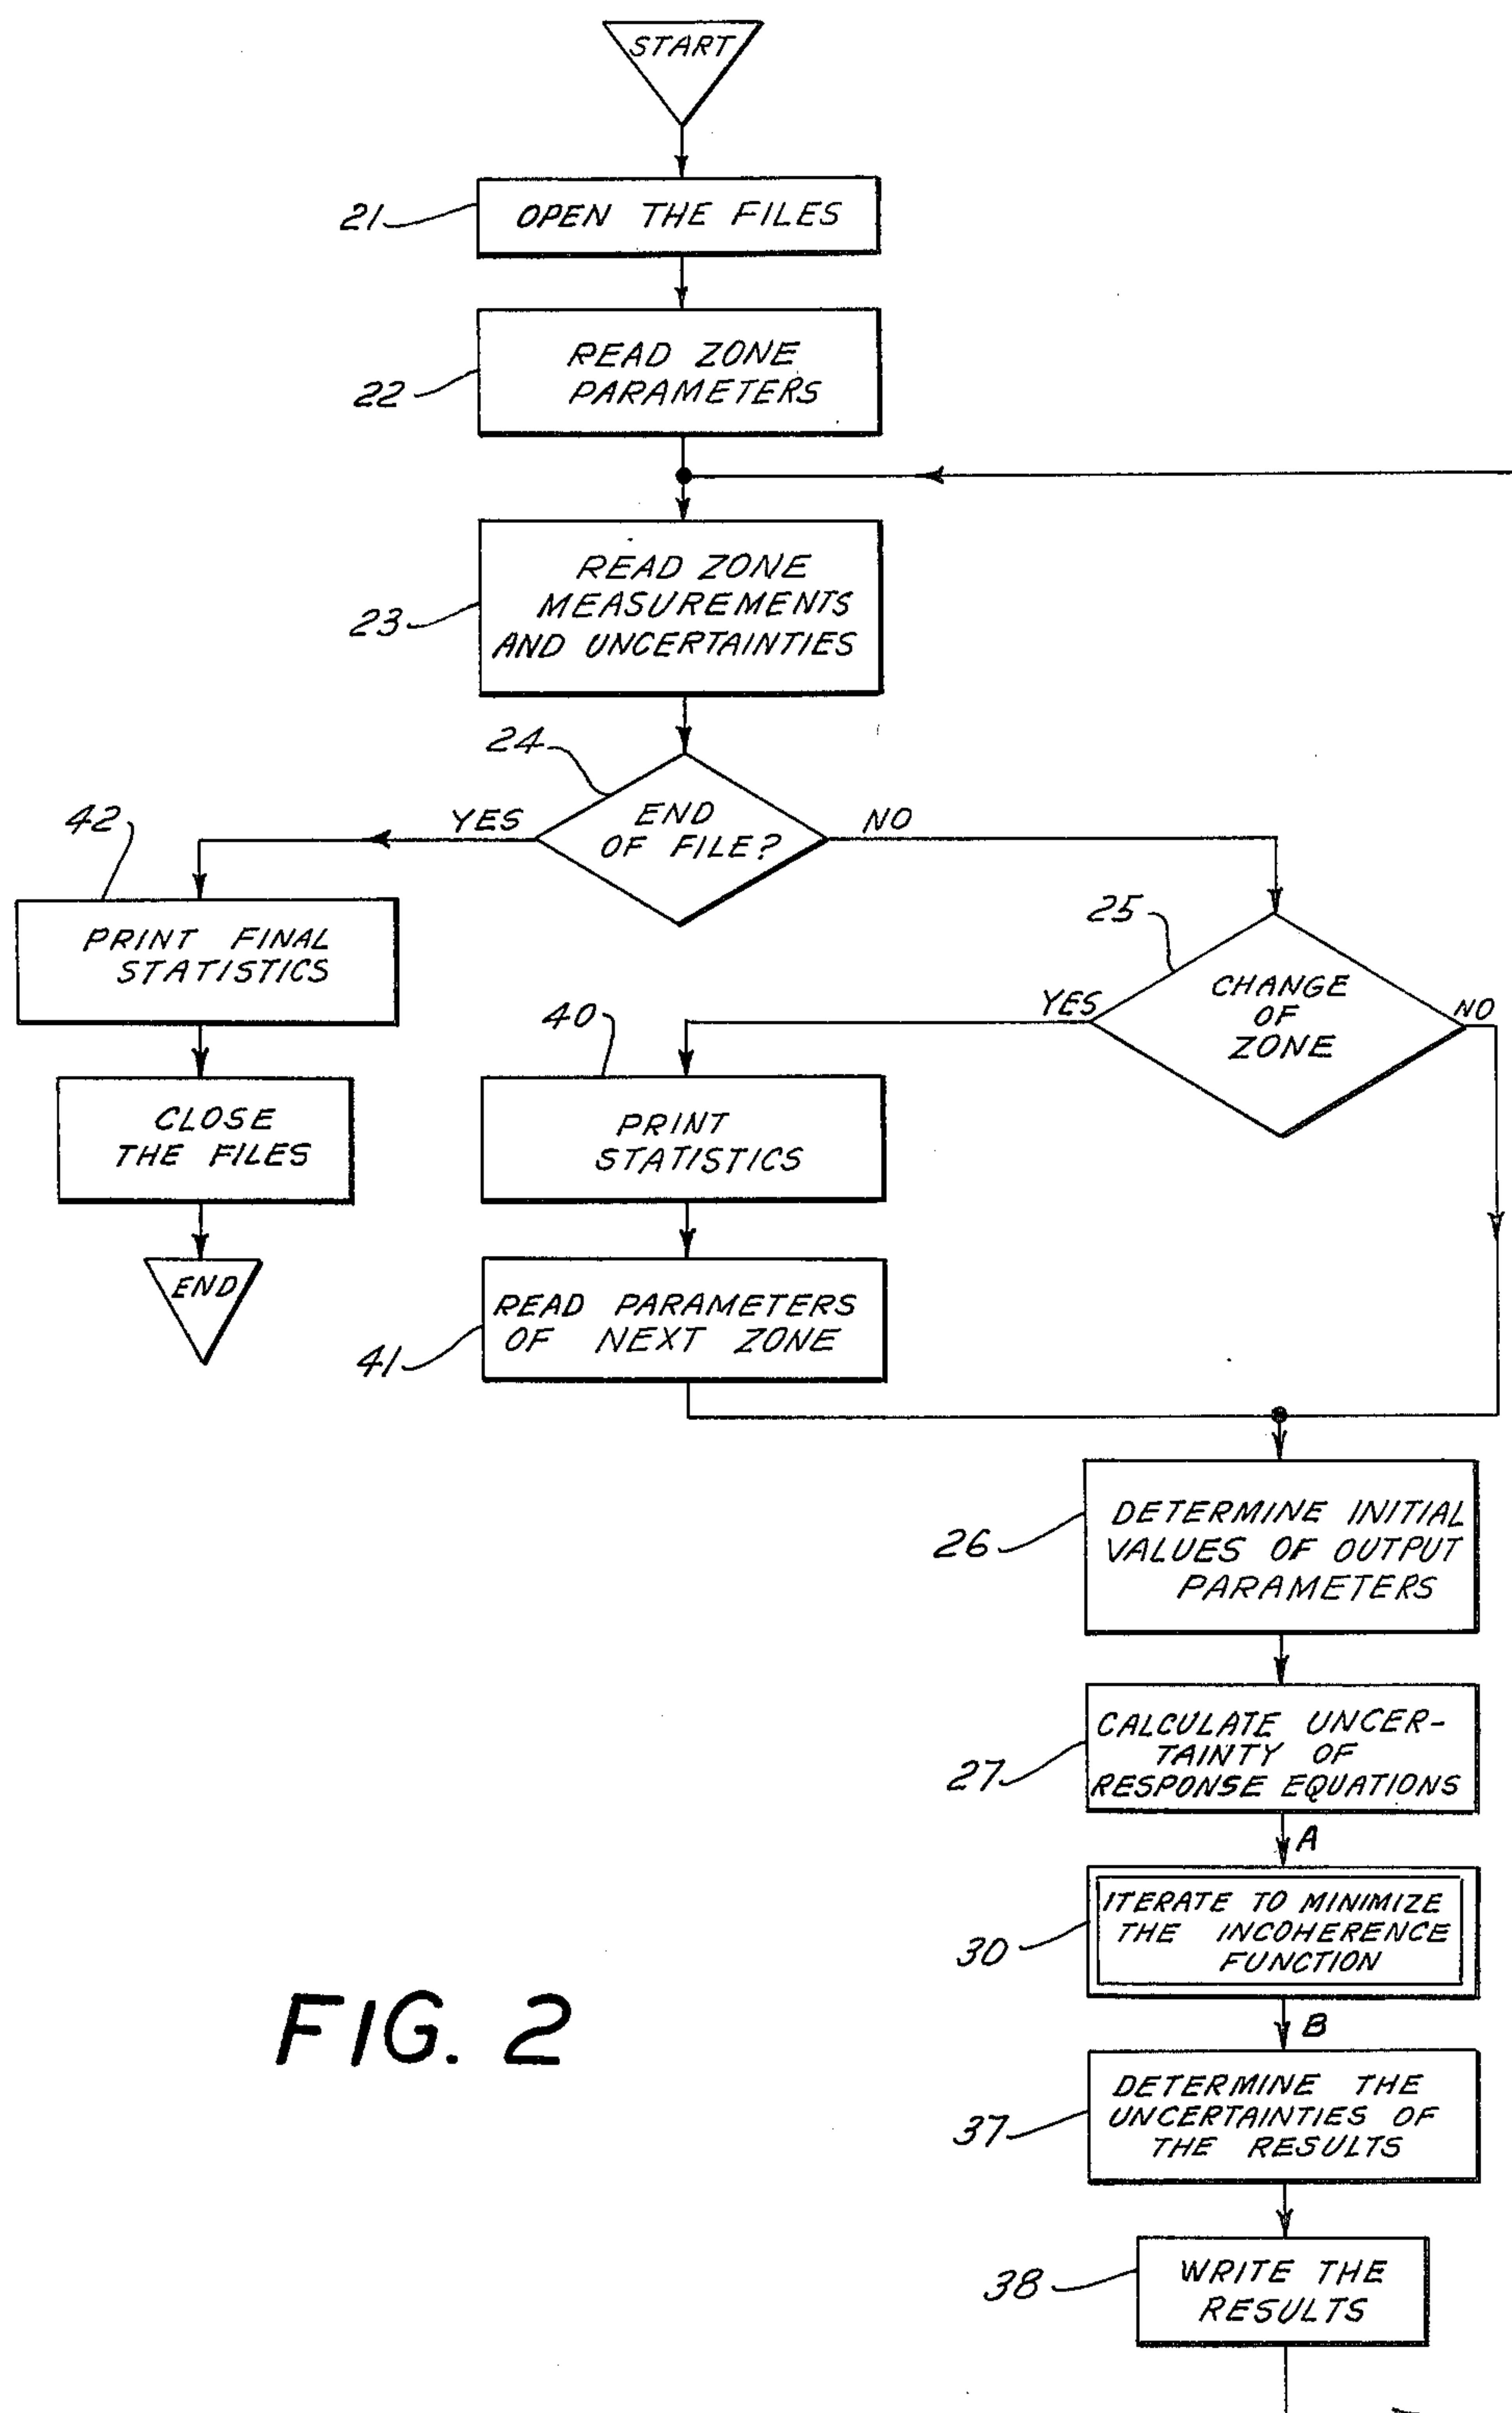 START
21
OPEN THE FILES
22
READ ZONE
PARAMETERS
23
READ ZONE
MEASUREMENTS
AND UNCERTAINTIES
24
END
OF FILE?
YES
NO
42
PRINT FINAL
STATISTICS
CLOSE
THE FILES
END
25
CHANGE
OF
ZONE
YES
NO
40
PRINT
STATISTICS
41
READ PARAMETERS
OF NEXT ZONE
26
DETERMINE INITIAL
VALUES OF OUTPUT
PARAMETERS
27
CALCULATE UNCER-
TAINTY OF
RESPONSE EQUATIONS
A
30
ITERATE TO MINIMIZE
THE INCOHERENCE
FUNCTION
B
37
DETERMINE THE
UNCERTAINTIES OF
THE RESULTS
38
WRITE THE
RESULTS
FIG. 2